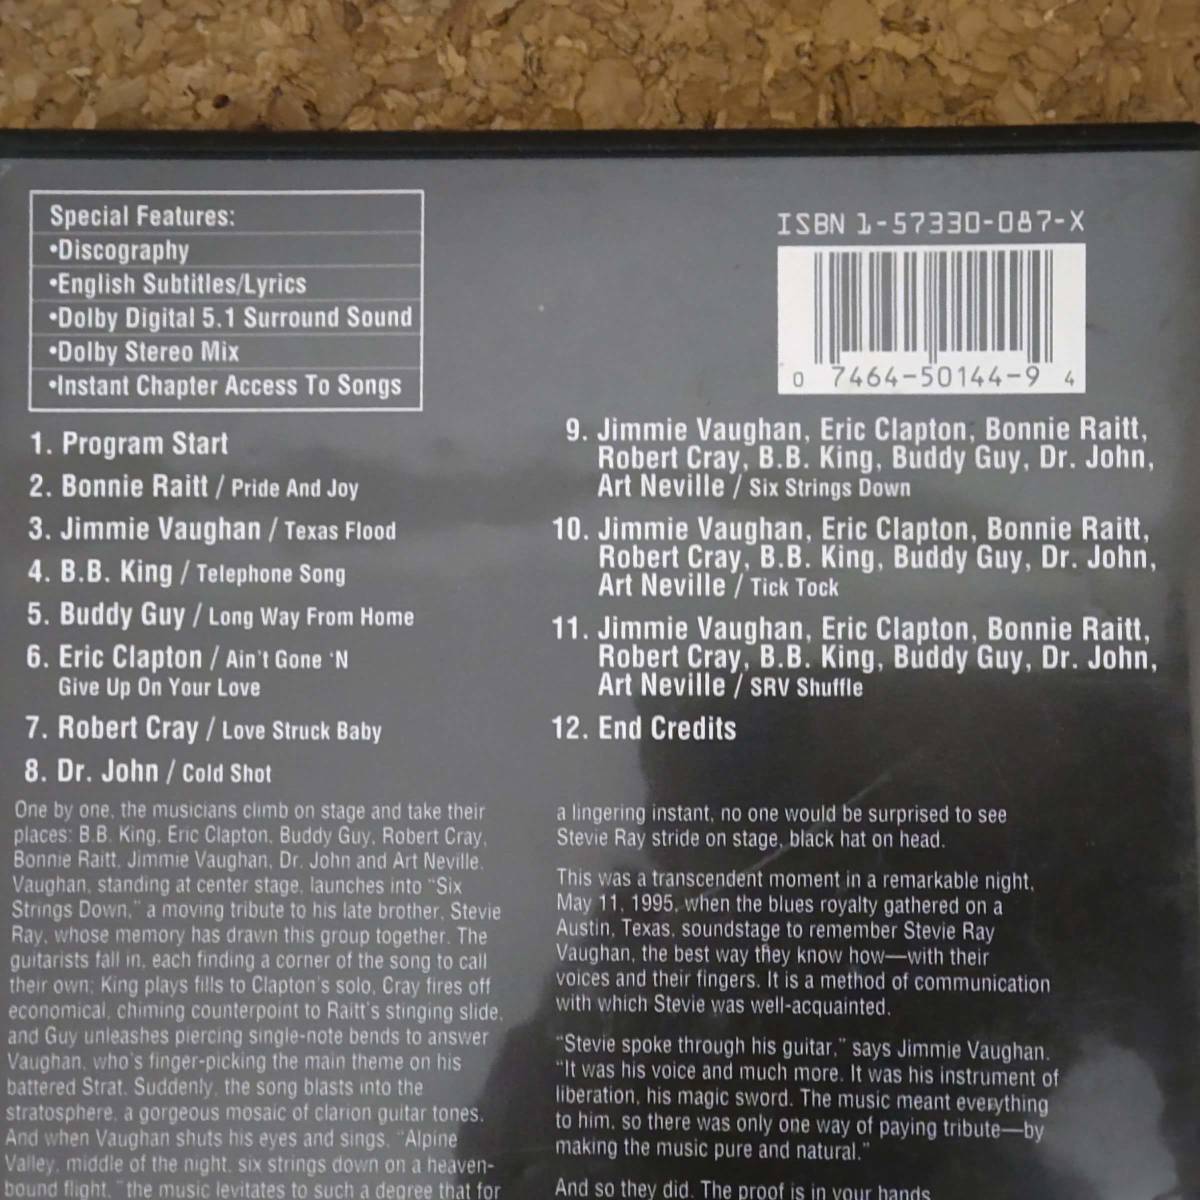 Special Features:
•Discography
•English Subtitles/Lyrics
•Dolby Digital 5.1 Surround Sound
•Dolby Stereo Mix
•Instant Chapter Access To Songs
ISBN 1-57330-087-X
0 7464-50144-9 4
1. Program Start
2. Bonnie Raitt / Pride And Joy
3. Jimmie Vaughan / Texas Flood
4. B.B. King / Telephone Song
5. Buddy Guy / Long Way From Home
6. Eric Clapton / Ain't Gone 'N
Give Up On Your Love
7. Robert Cray / Love Struck Baby
8. Dr. John / Cold Shot
9. Jimmie Vaughan, Eric Clapton, Bonnie Raitt,
Robert Cray, B.B. King, Buddy Guy, Dr. John,
Art Neville / Six Strings Down
10. Jimmie Vaughan, Eric Clapton, Bonnie Raitt,
Robert Cray, B.B. King, Buddy Guy, Dr. John,
Art Neville / Tick Tock
11. Jimmie Vaughan, Eric Clapton, Bonnie Raitt,
Robert Cray, B.B. King, Buddy Guy, Dr. John,
Art Neville / SRV Shuffle
12. End Credits
One by one, the musicians climb on stage and take their
places: B.B. King, Eric Clapton, Buddy Guy, Robert Cray,
Bonnie Raitt, Jimmie Vaughan, Dr. John and Art Neville.
Vaughan, standing at center stage, launches into "Six
Strings Down," a moving tribute to his late brother, Stevie
Ray, whose memory has drawn this group together. The
guitarists fall in, each finding a corner of the song to call
their own; King plays fills to Clapton's solo, Cray fires off
economical, chiming counterpoint to Raitt's stinging slide,
and Guy unleashes piercing single-note bends to answer
Vaughan, who's finger-picking the main theme on his
battered Strat. Suddenly, the song blasts into the
stratosphere, a gorgeous mosaic of clarion guitar tones.
And when Vaughan shuts his eyes and sings, "Alpine
Valley, middle of the night, six strings down on a heaven-
bound flight," the music levitates to such a degree that for
a lingering instant, no one would be surprised to see
Stevie Ray stride on stage, black hat on head.
This was a transcendent moment in a remarkable night,
May 11, 1995, when the blues royalty gathered on a
Austin, Texas, soundstage to remember Stevie Ray
Vaughan, the best way they know how—with their
voices and their fingers. It is a method of communication
with which Stevie was well-acquainted.
"Stevie spoke through his guitar," says Jimmie Vaughan.
"It was his voice and much more. It was his instrument of
liberation, his magic sword. The music meant everything
to him, so there was only one way of paying tribute—by
making the music pure and natural."
And so they did. The proof is in your hands.